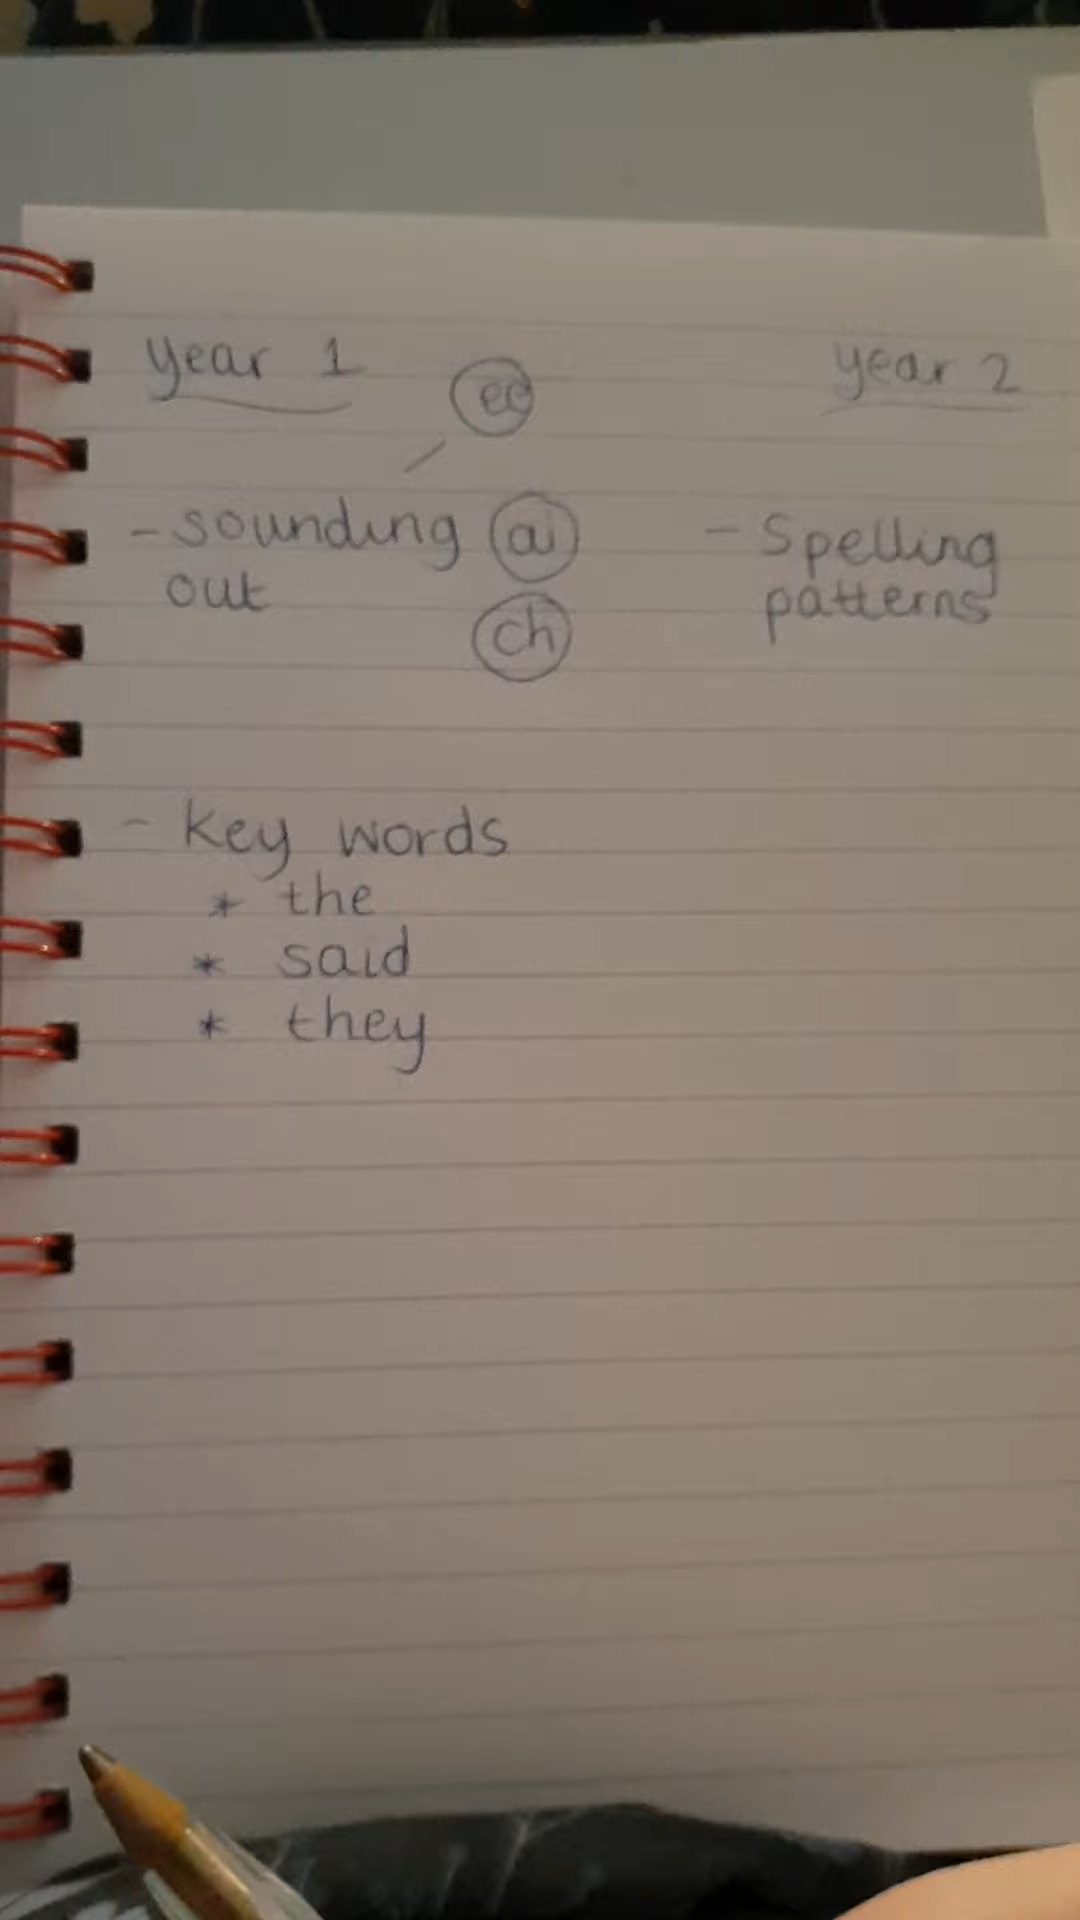 year 1
ee
year 2
- sounding ai
out
ch
- Spelling
patterns
- key words
* the
* said
* they